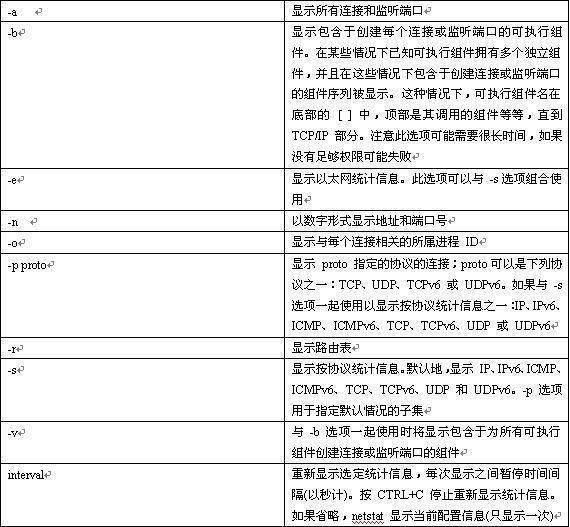 -a 显示所有连接和监听端口
-b 显示包含于创建每个连接或监听端口的可执行组
件。在某些情况下已知可执行组件拥有多个独立组
件，并且在这些情况下包含于创建连接或监听端口
的组件序列被显示。这种情况下，可执行组件名在
底部的 [ ] 中，顶部是其调用的组件等等，直到
TCP/IP 部分。注意此选项可能需要很长时间，如果
没有足够权限可能失败
-e 显示以太网统计信息。此选项可以与 -s选项组合使
用
-n 以数字形式显示地址和端口号
-o 显示与每个连接相关的所属进程 ID
-p proto 显示 proto 指定的协议的连接；proto可以是下列协
议之一：TCP、UDP、TCPv6 或 UDPv6。如果与 -s
选项一起使用以显示按协议统计信息之一：IP、IPv6、
ICMP、ICMPv6、TCP、TCPv6、UDP 或 UDPv6
-r 显示路由表
-s 显示按协议统计信息。默认地，显示 IP、IPv6、ICMP、
ICMPv6、TCP、TCPv6、UDP 和 UDPv6。-p 选项
用于指定默认情况的子集
-v 与 -b 选项一起使用时将显示包含于为所有可执行
组件创建连接或监听端口的组件
interval 重新显示选定统计信息，每次显示之间暂停时间间
隔(以秒计)。按 CTRL+C 停止重新显示统计信息。
如果省略，netstat 显示当前配置信息(只显示一次)